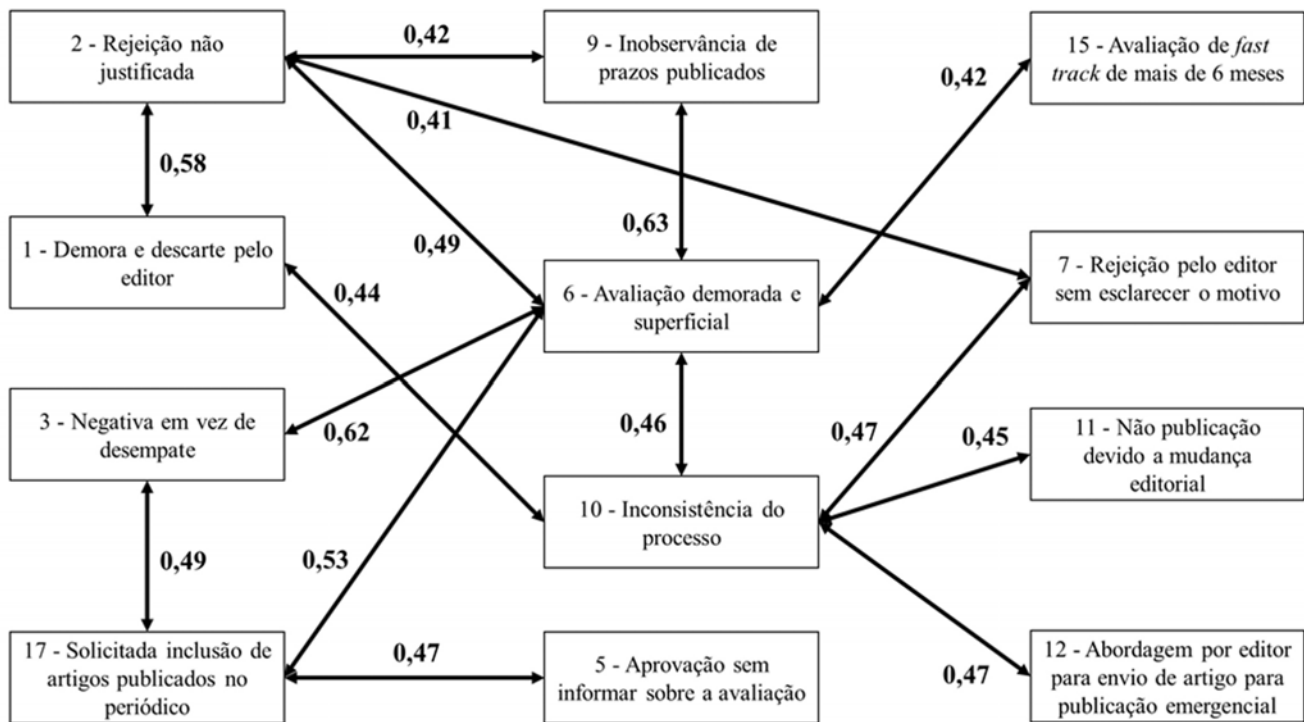 2 - Rejeição não
justificada
0,42
9 - Inobservância de
prazos publicados
15 - Avaliação de fast
track de mais de 6 meses
0,42
0,41
0,58
0,63
1 - Demora e descarte pelo
editor
0,49
0,44
6 - Avaliação demorada e
superficial
7 - Rejeição pelo editor
sem esclarecer o motivo
3 - Negativa em vez de
desempate
0,62
0,46
0,47
0,45
11 - Não publicação
devido a mudança
editorial
10 - Inconsistência do
processo
0,49
0,53
17 - Solicitada inclusão de
artigos publicados no
periódico
0,47
5 - Aprovação sem
informar sobre a avaliação
0,47
12 - Abordagem por editor
para envio de artigo para
publicação emergencial